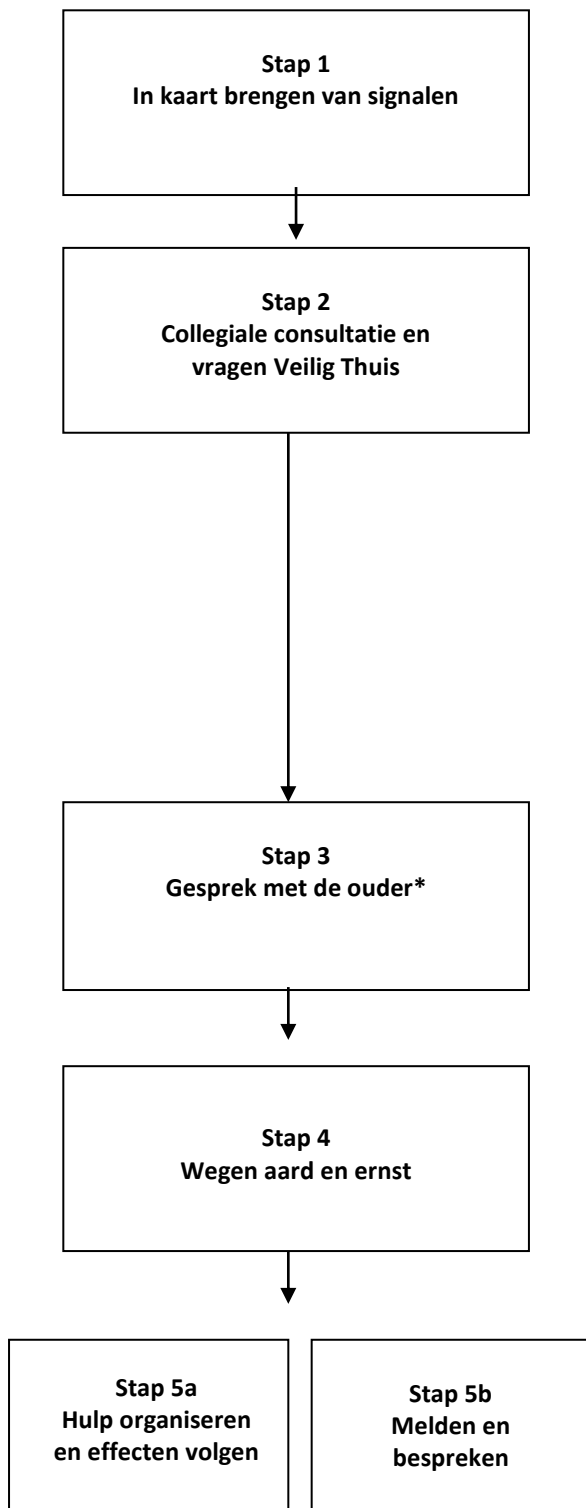 Stap 1
In kaart brengen van signalen
Stap 2
Collegiale consultatie en
vragen Veilig Thuis
Stap 3
Gesprek met de ouder*
Stap 4
Wegen aard en ernst
Stap 5a
Hulp organiseren
en effecten volgen
Stap 5b
Melden en
bespreken